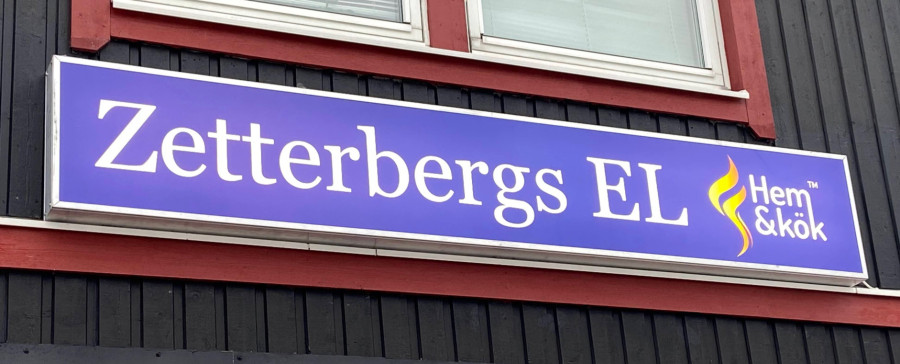 Zetterbergs EL
Hem™
&kök